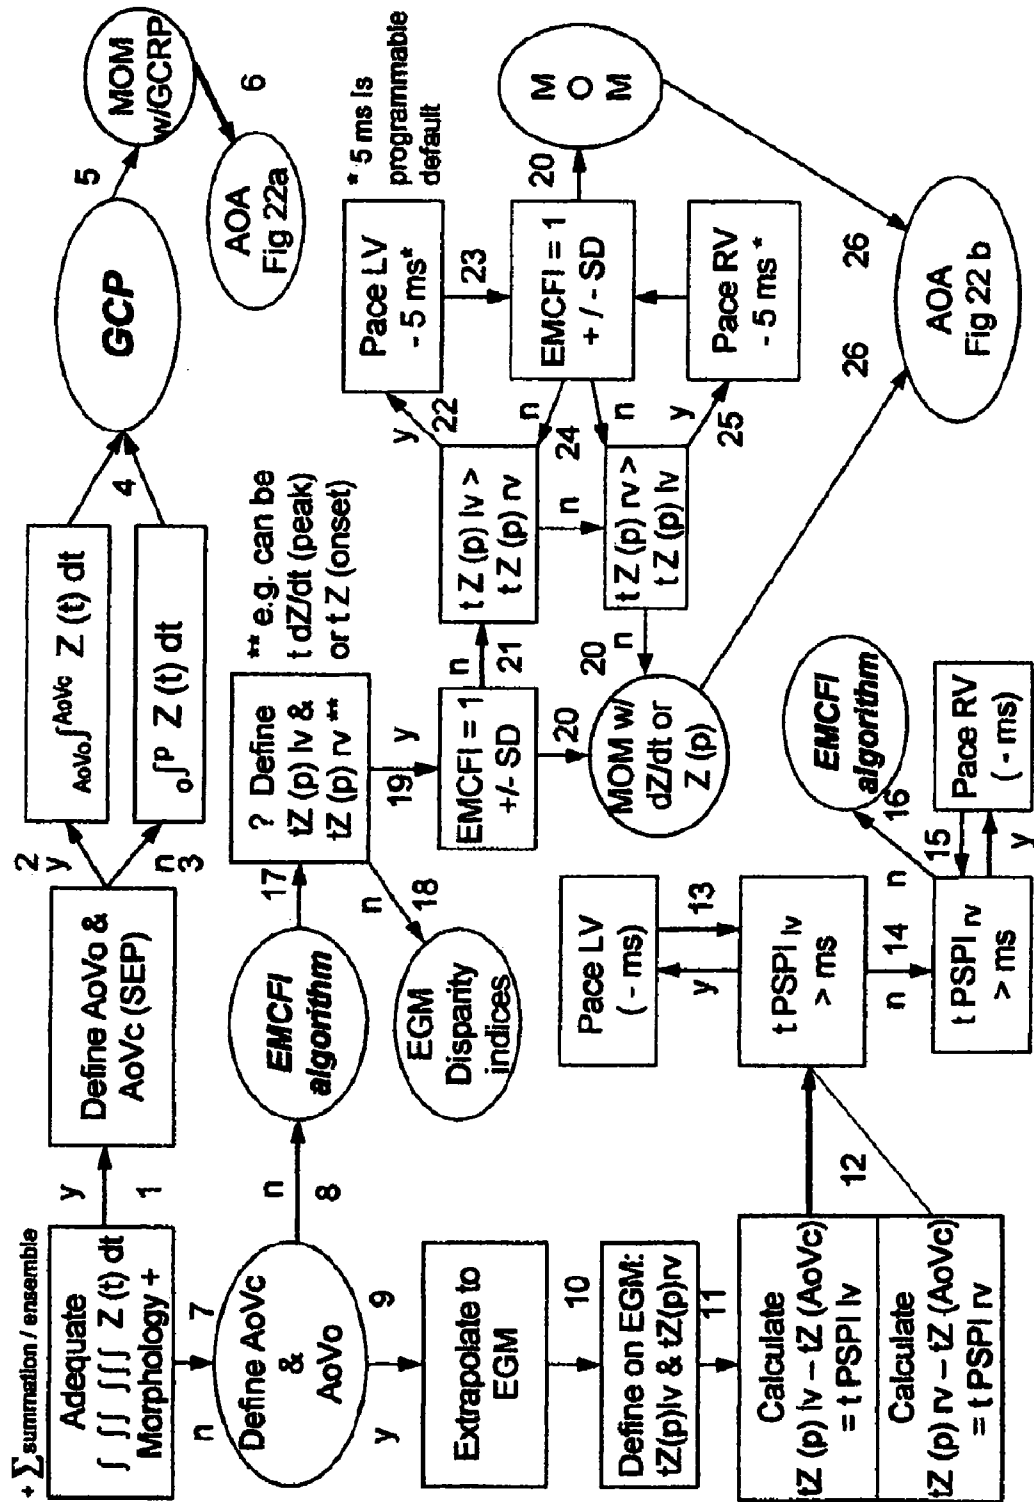 + ∑ summation / ensemble
Adequate
∫ ∫∫ ∫∫∫ Z (t) dt
Morphology +
y
1
Define AoVo &
AoVc (SEP)
2
y
n
3
AoVo∫AoVc Z (t) dt
o∫p Z (t) dt
4
GCP
5
MOM
w/GCRP
6
AOA
Fig 22a
n
7
Define AoVc
&
AoVo
n
8
EMCFI
algorithm
17
? Define
tZ (p) lv &
tZ (p) rv **
** e.g. can be
t dZ/dt (peak)
or t Z (onset)
n
18
EGM
Disparity
indices
y
19
EMCFI = 1
+/- SD
n
21
20
t Z (p) lv >
t Z (p) rv
y
22
Pace LV
- 5 ms*
* 5 ms is
programmable
default
23
EMCFI = 1
+ / - SD
20
M
O
M
n
24
n
n
t Z (p) rv >
t Z (p) lv
y
25
Pace RV
- 5 ms*
n
20
MOM w/
dZ/dt or
Z (p)
26
26
AOA
Fig 22 b
y
9
Extrapolate to
EGM
10
Define on EGM:
tZ(p)lv & tZ(p)rv
11
Calculate
tZ (p) lv – tZ (AoVc)
= t PSPI lv
Calculate
tZ (p) rv – tZ (AoVc)
= t PSPI rv
12
t PSPI lv
> ms
y
13
Pace LV
( - ms)
n
14
t PSPI rv
> ms
n
16
EMCFI
algorithm
15
y
Pace RV
( - ms)